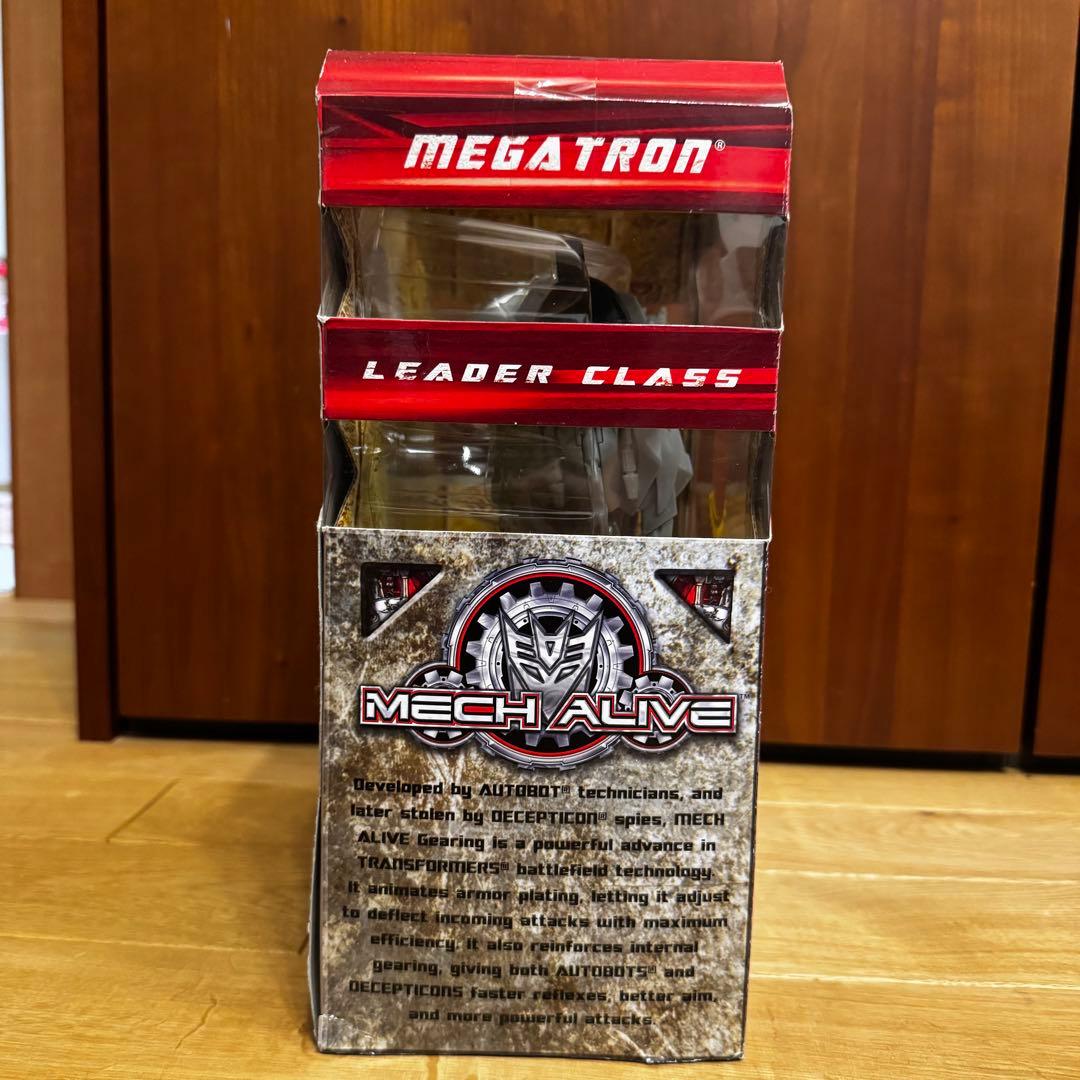 MEGATRON®
LEADER CLASS
MECH ALIVE™
Developed by AUTOBOT® technicians, and
later stolen by DECEPTICON® spies, MECH
ALIVE Gearing is a powerful advance in
TRANSFORMERS® battlefield technology.
It animates armor plating, letting it adjust
to deflect incoming attacks with maximum
efficiency. It also reinforces internal
gearing, giving both AUTOBOTS® and
DECEPTICONS faster reflexes, better aim,
and more powerful attacks.